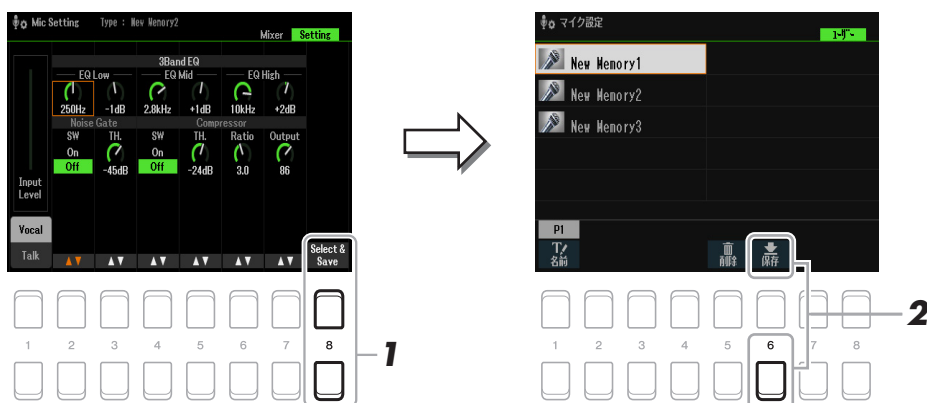 Mic Setting Type : New Menory2
Mixer Setting
3Band EQ
EQ Low EQ Mid EQ High
250Hz -1dB 2.8kHz +1dB 10kHz +2dB
Noise Gate Compressor
SW TH. SW TH. Ratio Output
On On
Off -45dB Off -24dB 3.0 86
Input
Level
Vocal
Talk
Select &
Save
1 2 3 4 5 6 7 8
1
マイク設定
ユーザー
New Memory1
New Memory2
New Memory3
P1
名前 削除 保存
1 2 3 4 5 6 7 8
2